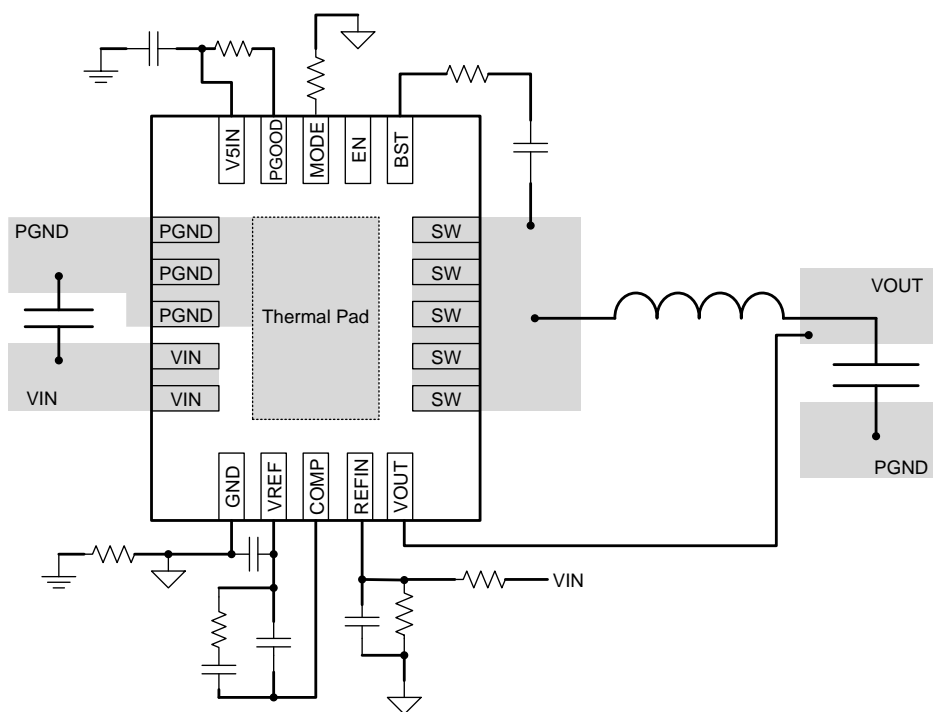 V5IN
PGOOD
MODE
EN
BST
PGND
PGND
SW
PGND
SW
VOUT
PGND
Thermal Pad
SW
VIN
SW
VIN
VIN
SW
GND
VREF
COMP
REFIN
VOUT
PGND
VIN